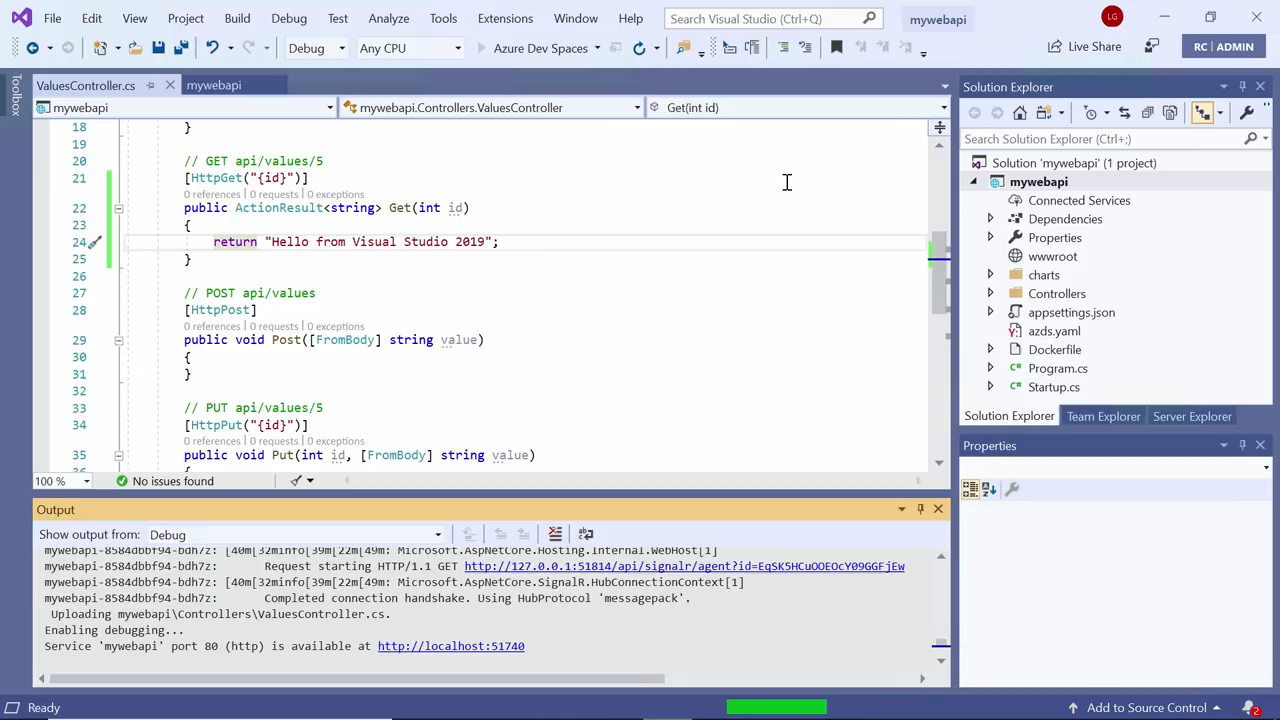 File Edit View Project Build Debug Test Analyze Tools Extensions Window Help Search Visual Studio (Ctrl+Q) mywebapi LG
Debug Any CPU Azure Dev Spaces Live Share RC | ADMIN
Toolbox
ValuesController.cs mywebapi
mywebapi mywebapi.Controllers.ValuesController Get(int id)
18 }
19
20 // GET api/values/5
21 [HttpGet("{id}")]
0 references | 0 requests | 0 exceptions
22 public ActionResult<string> Get(int id)
23 {
24 return "Hello from Visual Studio 2019";
25 }
26
27 // POST api/values
28 [HttpPost]
0 references | 0 requests | 0 exceptions
29 public void Post([FromBody] string value)
30 {
31 }
32
33 // PUT api/values/5
34 [HttpPut("{id}")]
0 references | 0 requests | 0 exceptions
35 public void Put(int id, [FromBody] string value)
36 {
100 % No issues found
Output
Show output from: Debug
mywebapi-8584dbbf94-bdh7z: [40m[32minfo[39m[22m[49m: Microsoft.AspNetCore.Hosting.Internal.WebHost[1]
mywebapi-8584dbbf94-bdh7z: Request starting HTTP/1.1 GET http://127.0.0.1:51814/api/signalr/agent?id=EqSK5HCuOOEOcY09GGFjEw
mywebapi-8584dbbf94-bdh7z: [40m[32minfo[39m[22m[49m: Microsoft.AspNetCore.SignalR.HubConnectionContext[1]
mywebapi-8584dbbf94-bdh7z: Completed connection handshake. Using HubProtocol 'messagepack'.
Uploading mywebapi\Controllers\ValuesController.cs.
Enabling debugging...
Service 'mywebapi' port 80 (http) is available at http://localhost:51740
Solution Explorer
Search Solution Explorer (Ctrl+;)
Solution 'mywebapi' (1 project)
mywebapi
Connected Services
Dependencies
Properties
wwwroot
charts
Controllers
appsettings.json
azds.yaml
Dockerfile
Program.cs
Startup.cs
Solution Explorer Team Explorer Server Explorer
Properties
Ready Add to Source Control 2